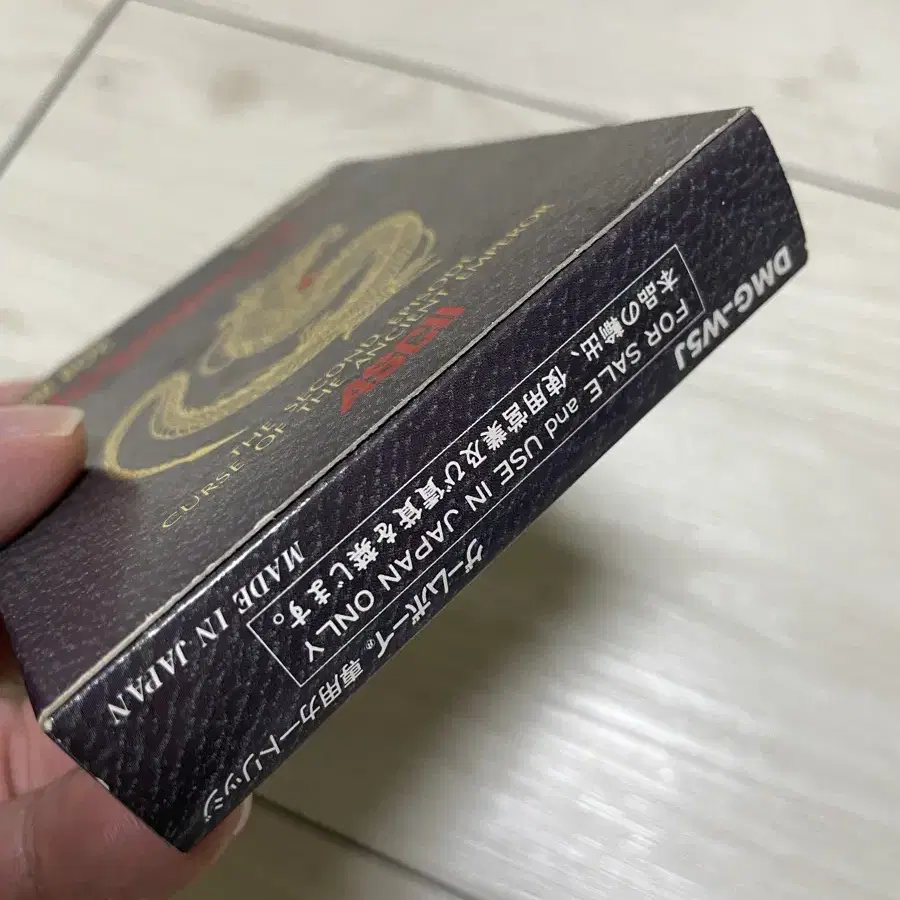 THE SECOND EPISODE
CURSE OF THE ANCIENT EMPEROR
ASCII
DMG-W5J
FOR SALE and USE IN JAPAN ONLY
本品の輸出、使用営業及び賃貸を禁じます。
MADE IN JAPAN
ゲームボーイ® 専用カートリッジ